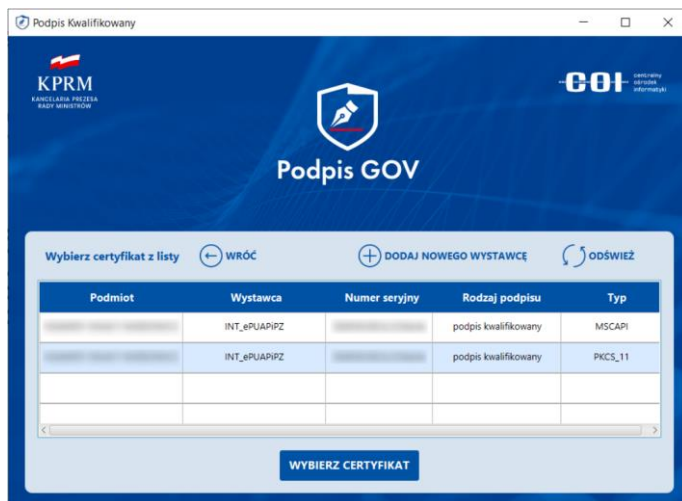 Podpis Kwalifikowany
KPRM
KANCELARIA PREZESA
RADY MINISTRÓW
COI centralny
ośrodek
informatyki
Podpis GOV
Wybierz certyfikat z listy WRÓĆ DODAJ NOWEGO WYSTAWCĘ ODŚWIEŻ
Podmiot Wystawca Numer seryjny Rodzaj podpisu Typ
INT_ePUAPiPZ podpis kwalifikowany MSCAPI
INT_ePUAPiPZ podpis kwalifikowany PKCS_11
WYBIERZ CERTYFIKAT